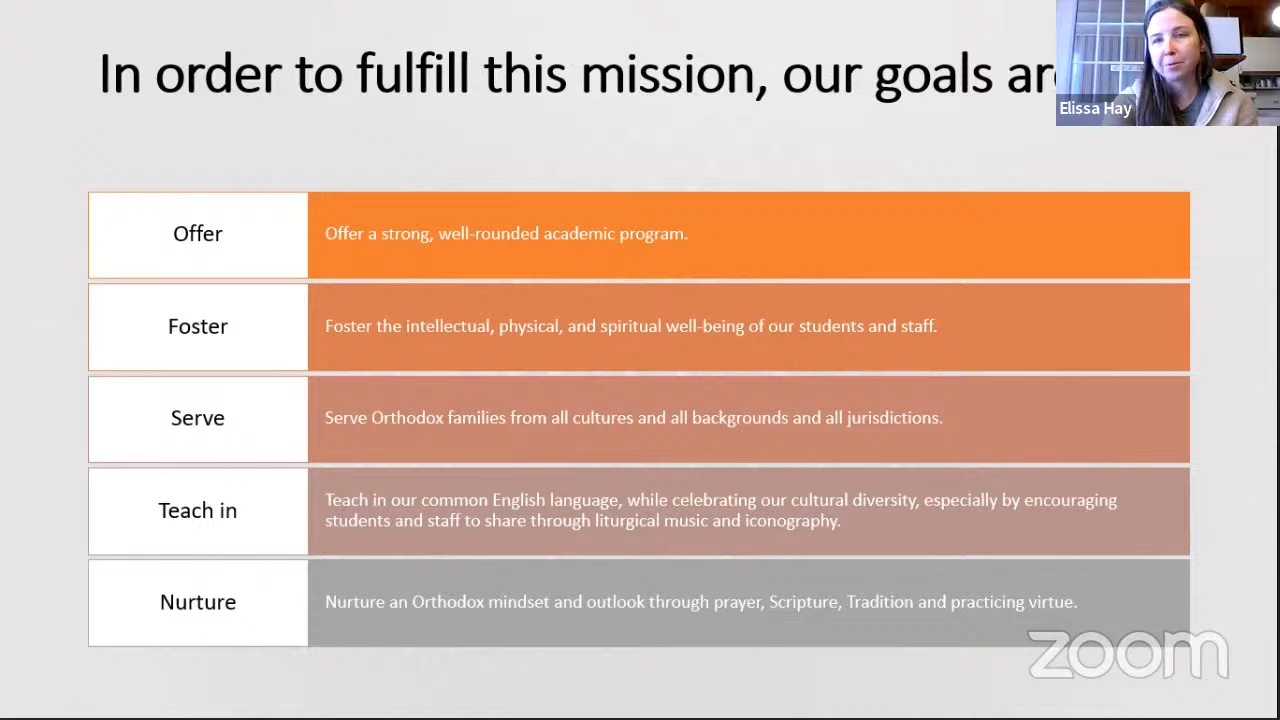 In order to fulfill this mission, our goals are
Elissa Hay
Offer
Offer a strong, well-rounded academic program.
Foster
Foster the intellectual, physical, and spiritual well-being of our students and staff.
Serve
Serve Orthodox families from all cultures and all backgrounds and all jurisdictions.
Teach in
Teach in our common English language, while celebrating our cultural diversity, especially by encouraging
students and staff to share through liturgical music and iconography.
Nurture
Nurture an Orthodox mindset and outlook through prayer, Scripture, Tradition and practicing virtue.
zoom